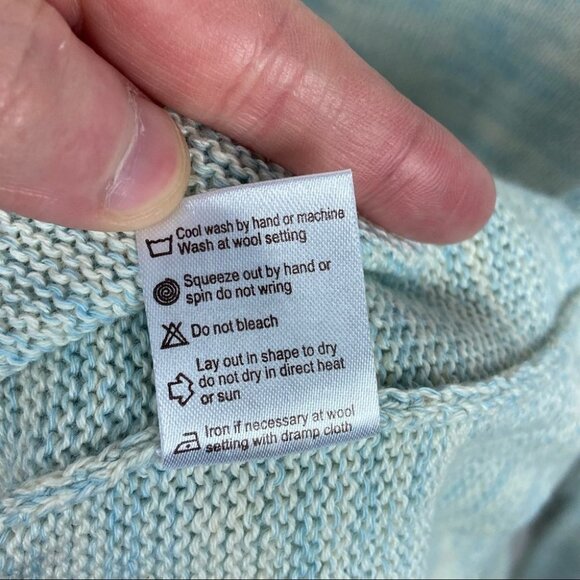 Cool wash by hand or machine
Wash at wool setting
Squeeze out by hand or
spin do not wring
Do not bleach
Lay out in shape to dry
do not dry in direct heat
or sun
Iron if necessary at wool
setting with dramp cloth